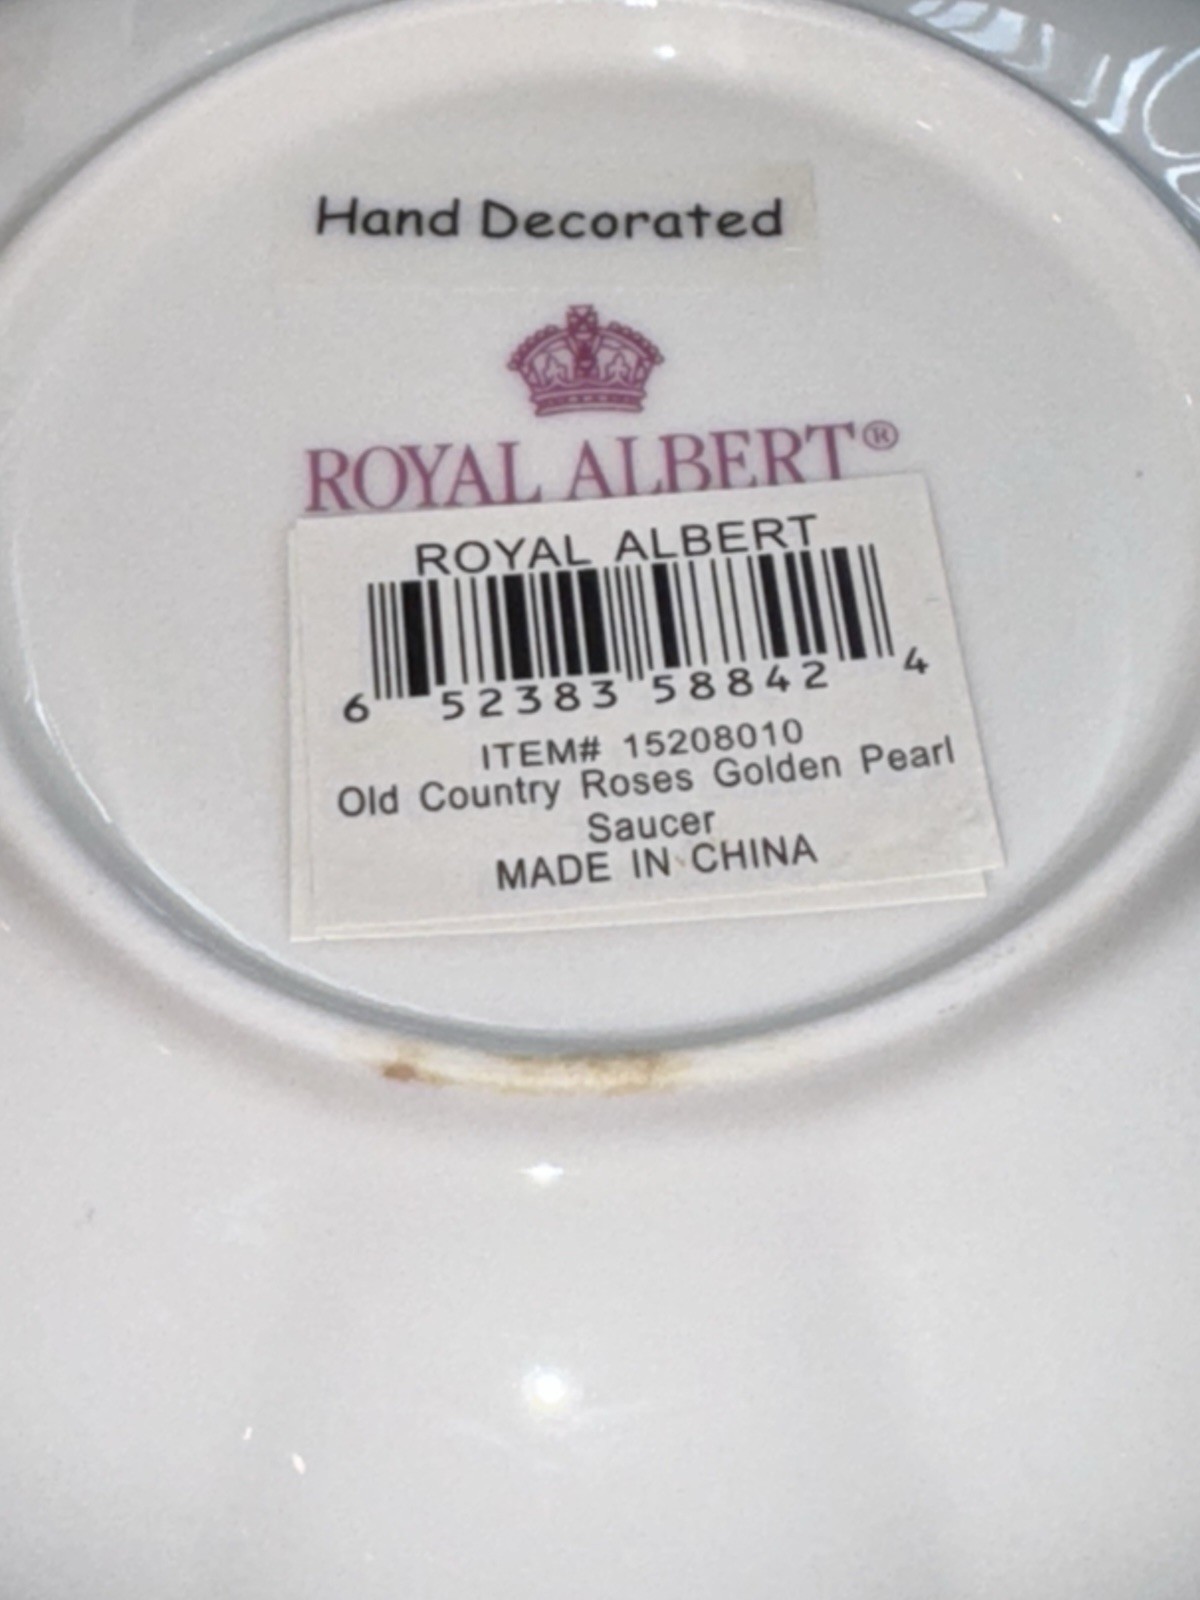 Hand Decorated
ROYAL ALBERT®
ROYAL ALBERT
6 52383 58842 4
ITEM# 15208010
Old Country Roses Golden Pearl
Saucer
MADE IN CHINA